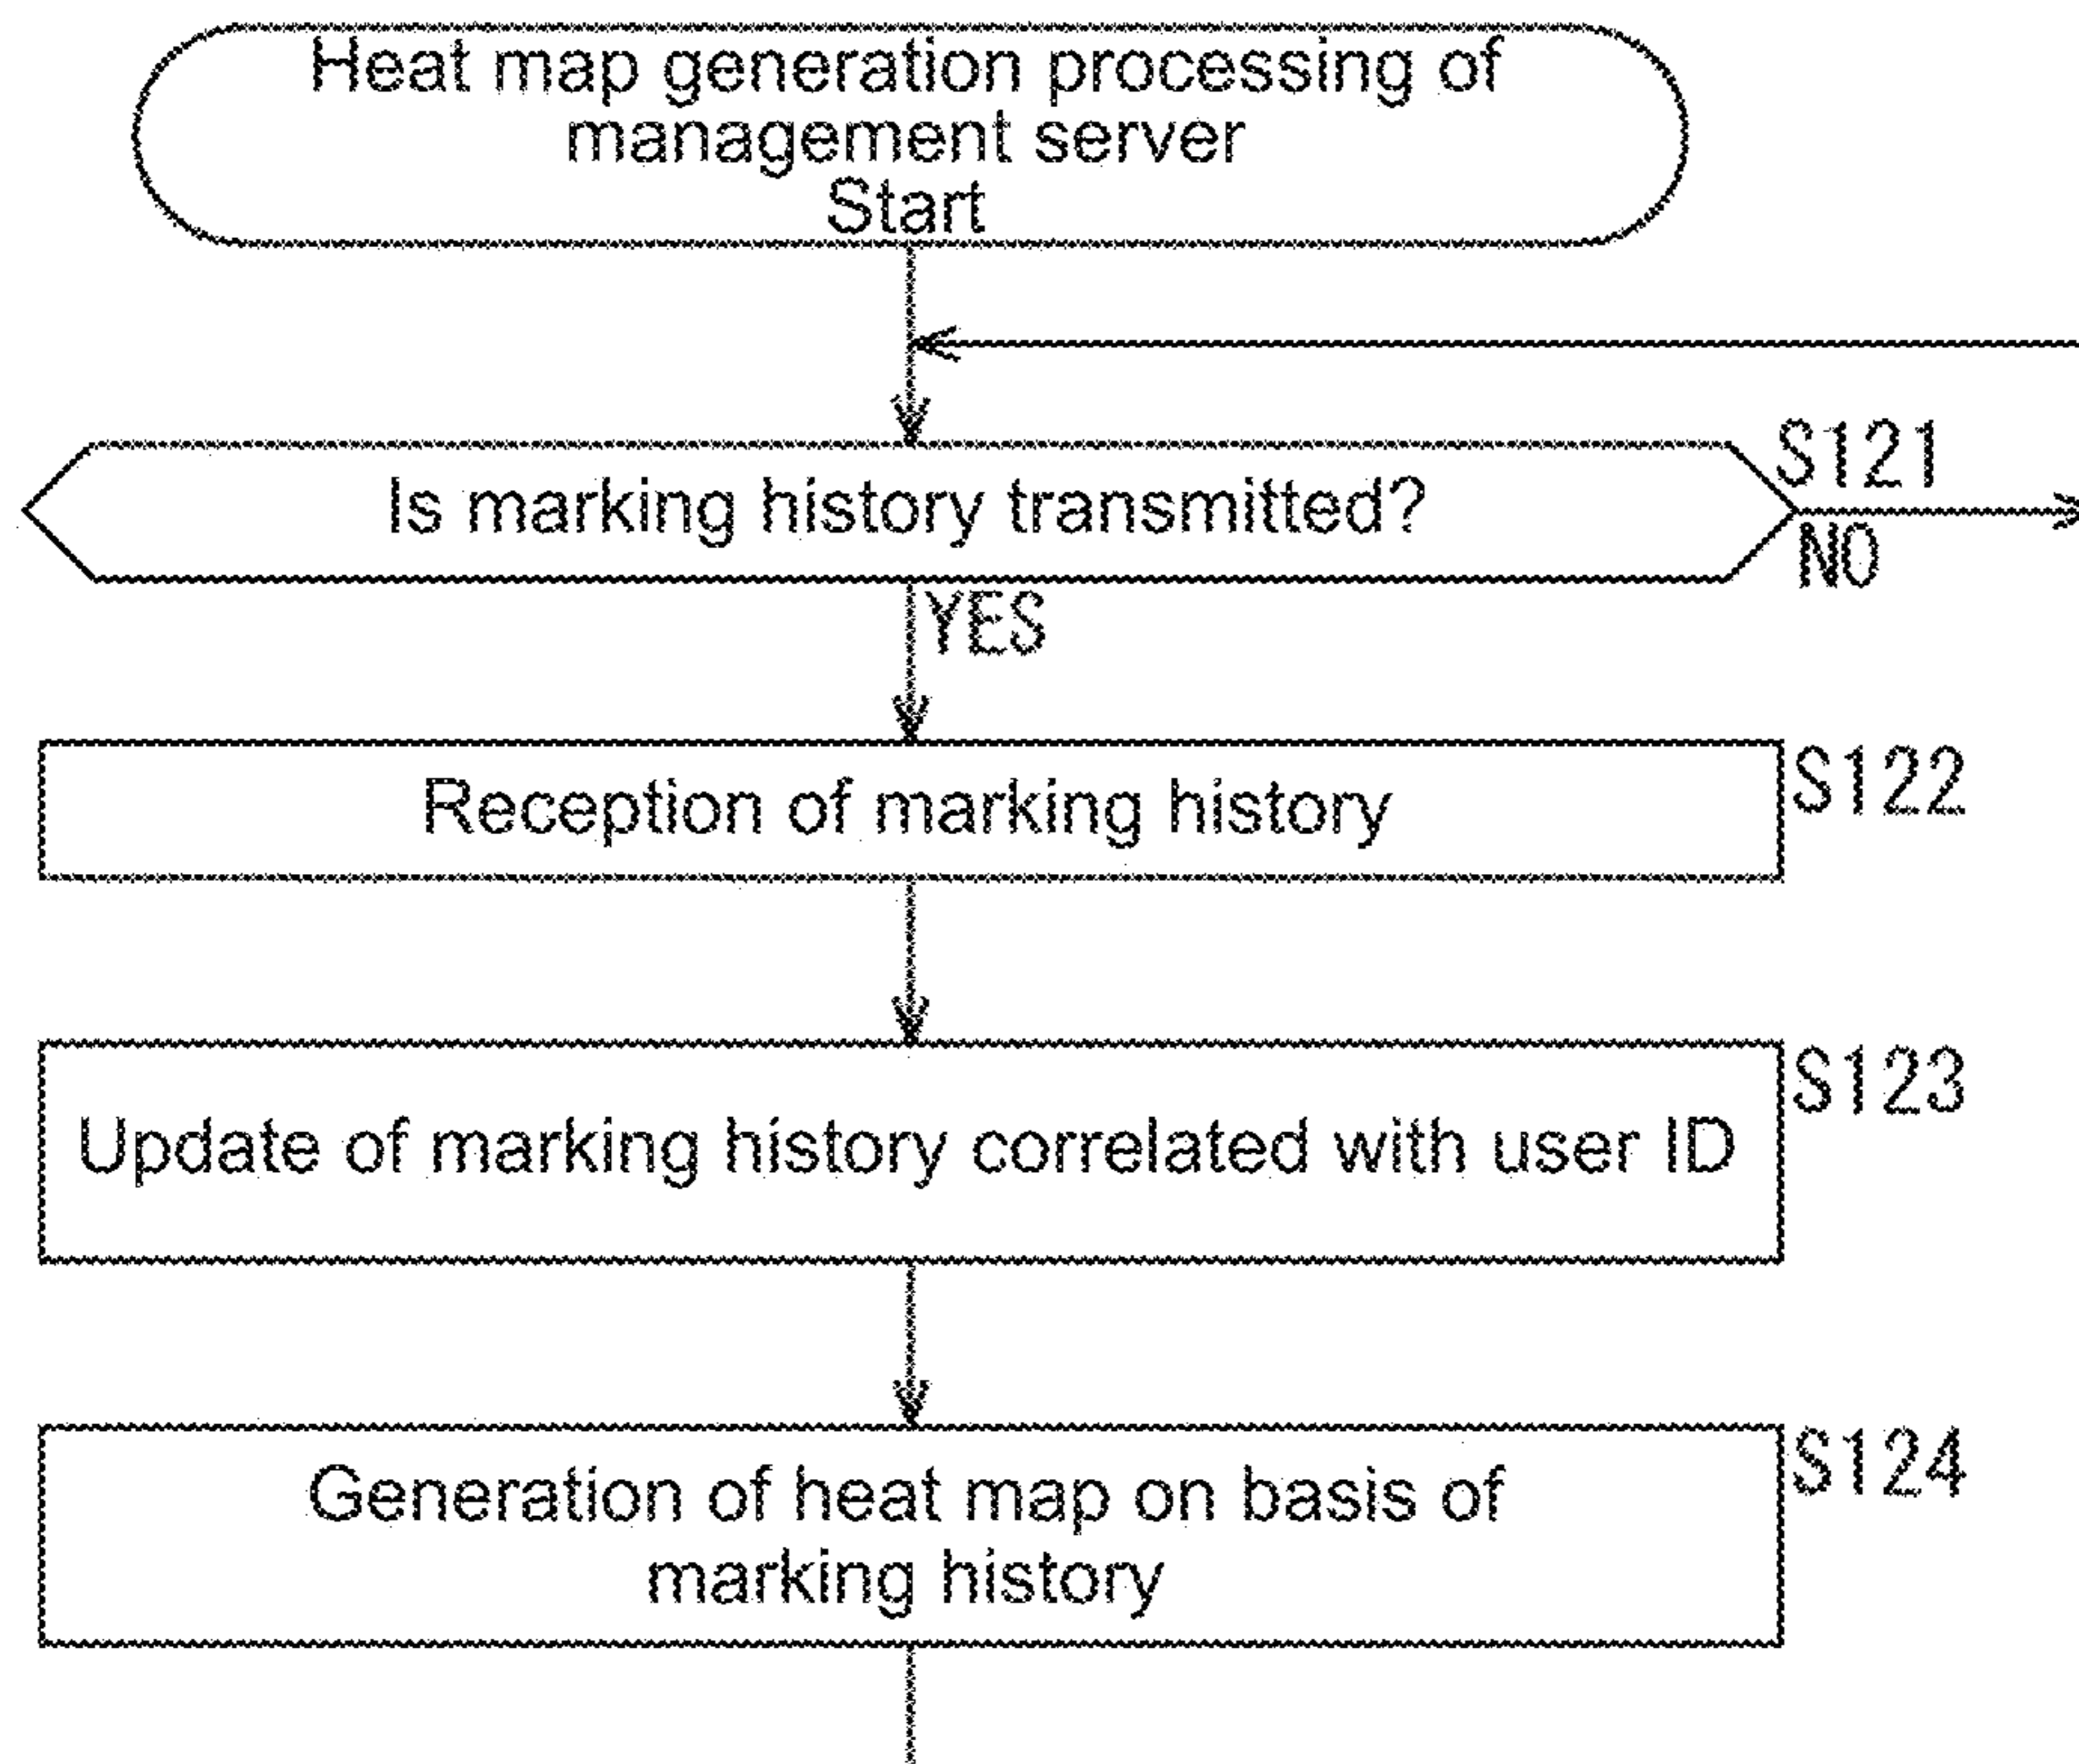 Heat map generation processing of
management server
Start
S121
Is marking history transmitted?
NO
YES
S122
Reception of marking history
S123
Update of marking history correlated with user ID
S124
Generation of heat map on basis of
marking history